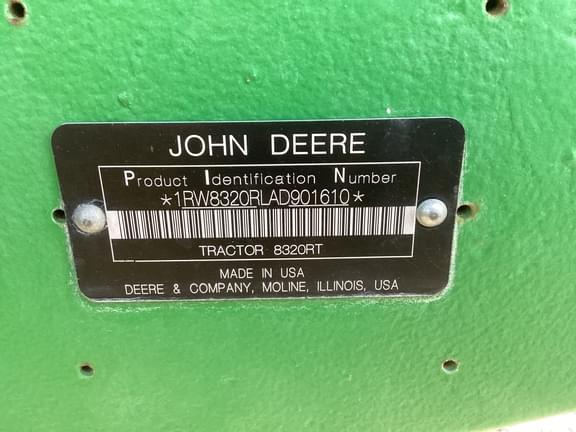 JOHN DEERE
Product Identification Number
*1RW8320RLAD901610*
TRACTOR 8320RT
MADE IN USA
DEERE & COMPANY, MOLINE, ILLINOIS, USA